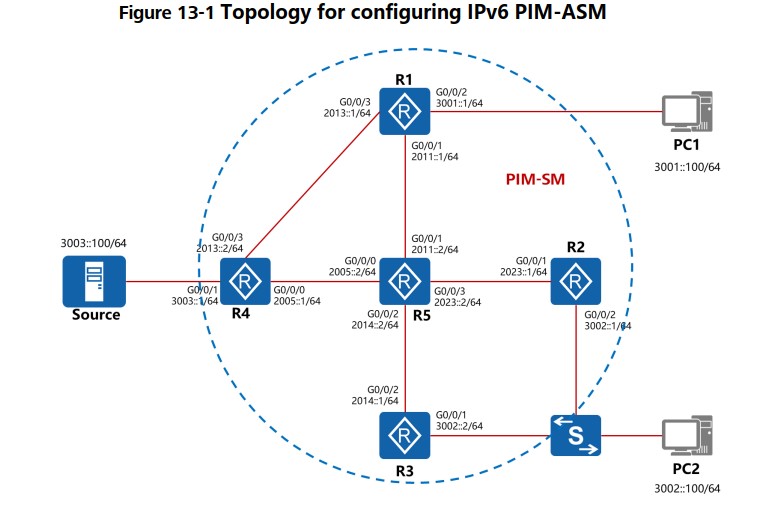 Figure 13-1 Topology for configuring IPv6 PIM-ASM
R1
G0/0/3
2013::1/64
G0/0/2
3001::1/64
R
PC1
3001::100/64
G0/0/1
2011::1/64
PIM-SM
G0/0/3
2013::2/64
3003::100/64
Source
G0/0/1
3003::1/64
R
R4
G0/0/0
2005::1/64
G0/0/0
2005::2/64
G0/0/1
2011::2/64
R
R5
G0/0/3
2023::2/64
G0/0/1
2023::1/64
R2
R
G0/0/2
3002::1/64
G0/0/2
2014::2/64
G0/0/2
2014::1/64
R
R3
G0/0/1
3002::2/64
S
PC2
3002::100/64